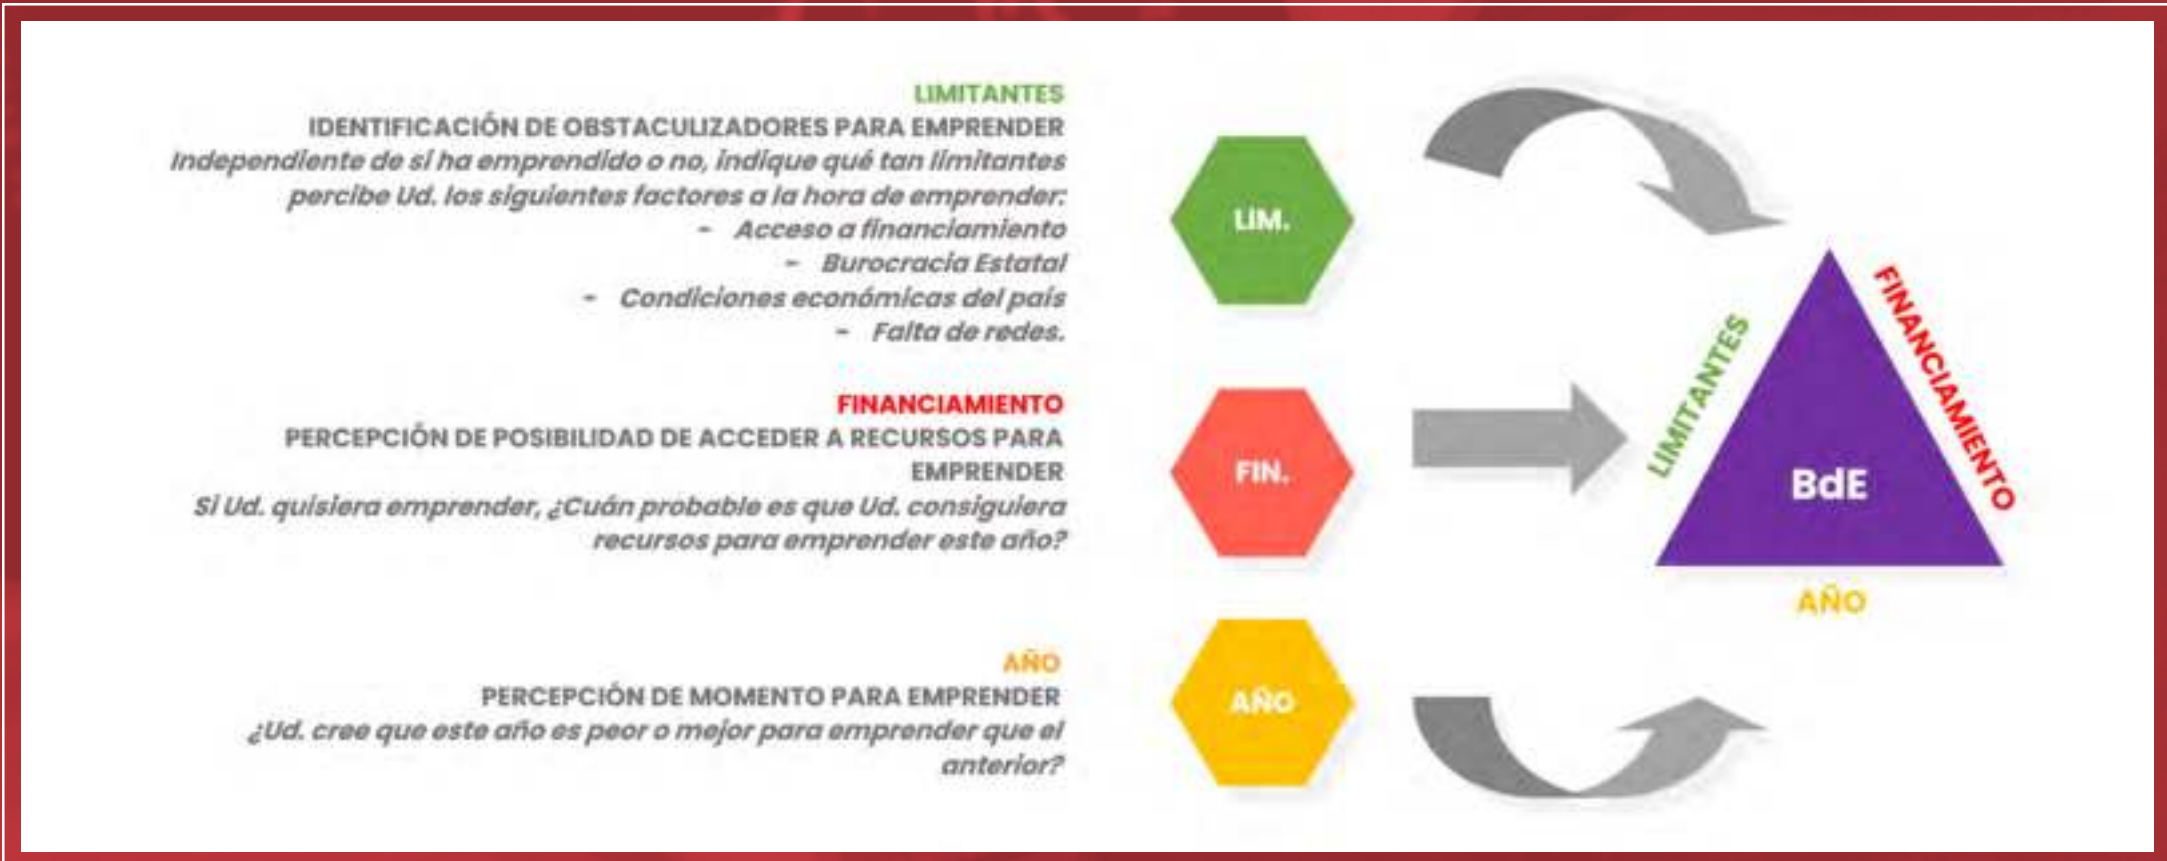 LIMITANTES
IDENTIFICACIÓN DE OBSTACULIZADORES PARA EMPRENDER
Independiente de si ha emprendido o no, indique qué tan limitantes
percibe Ud. los siguientes factores a la hora de emprender:
- Acceso a financiamiento
- Burocracia Estatal
- Condiciones económicas del país
- Falta de redes.
FINANCIAMIENTO
PERCEPCIÓN DE POSIBILIDAD DE ACCEDER A RECURSOS PARA
EMPRENDER
Si Ud. quisiera emprender, ¿Cuán probable es que Ud. consiguiera
recursos para emprender este año?
AÑO
PERCEPCIÓN DE MOMENTO PARA EMPRENDER
¿Ud. cree que este año es peor o mejor para emprender que el
anterior?
LIM.
FIN.
AÑO
LIMITANTES
FINANCIAMIENTO
BdE
AÑO